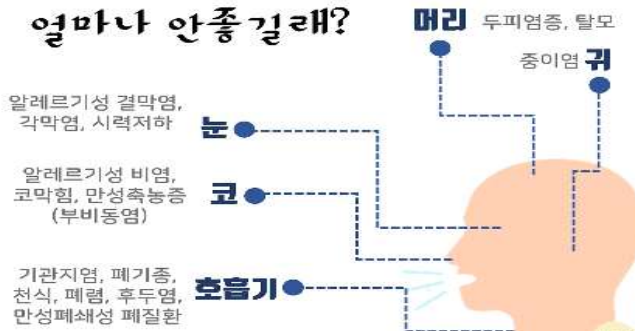 얼마나 안좋길래?
머리 두피염증, 탈모
중이염 귀
알레르기성 결막염,
각막염, 시력저하
눈
알레르기성 비염,
코막힘, 만성축농증
(부비동염)
코
기관지염, 폐기종,
천식, 폐렴, 후두염,
만성폐쇄성 폐질환
호흡기